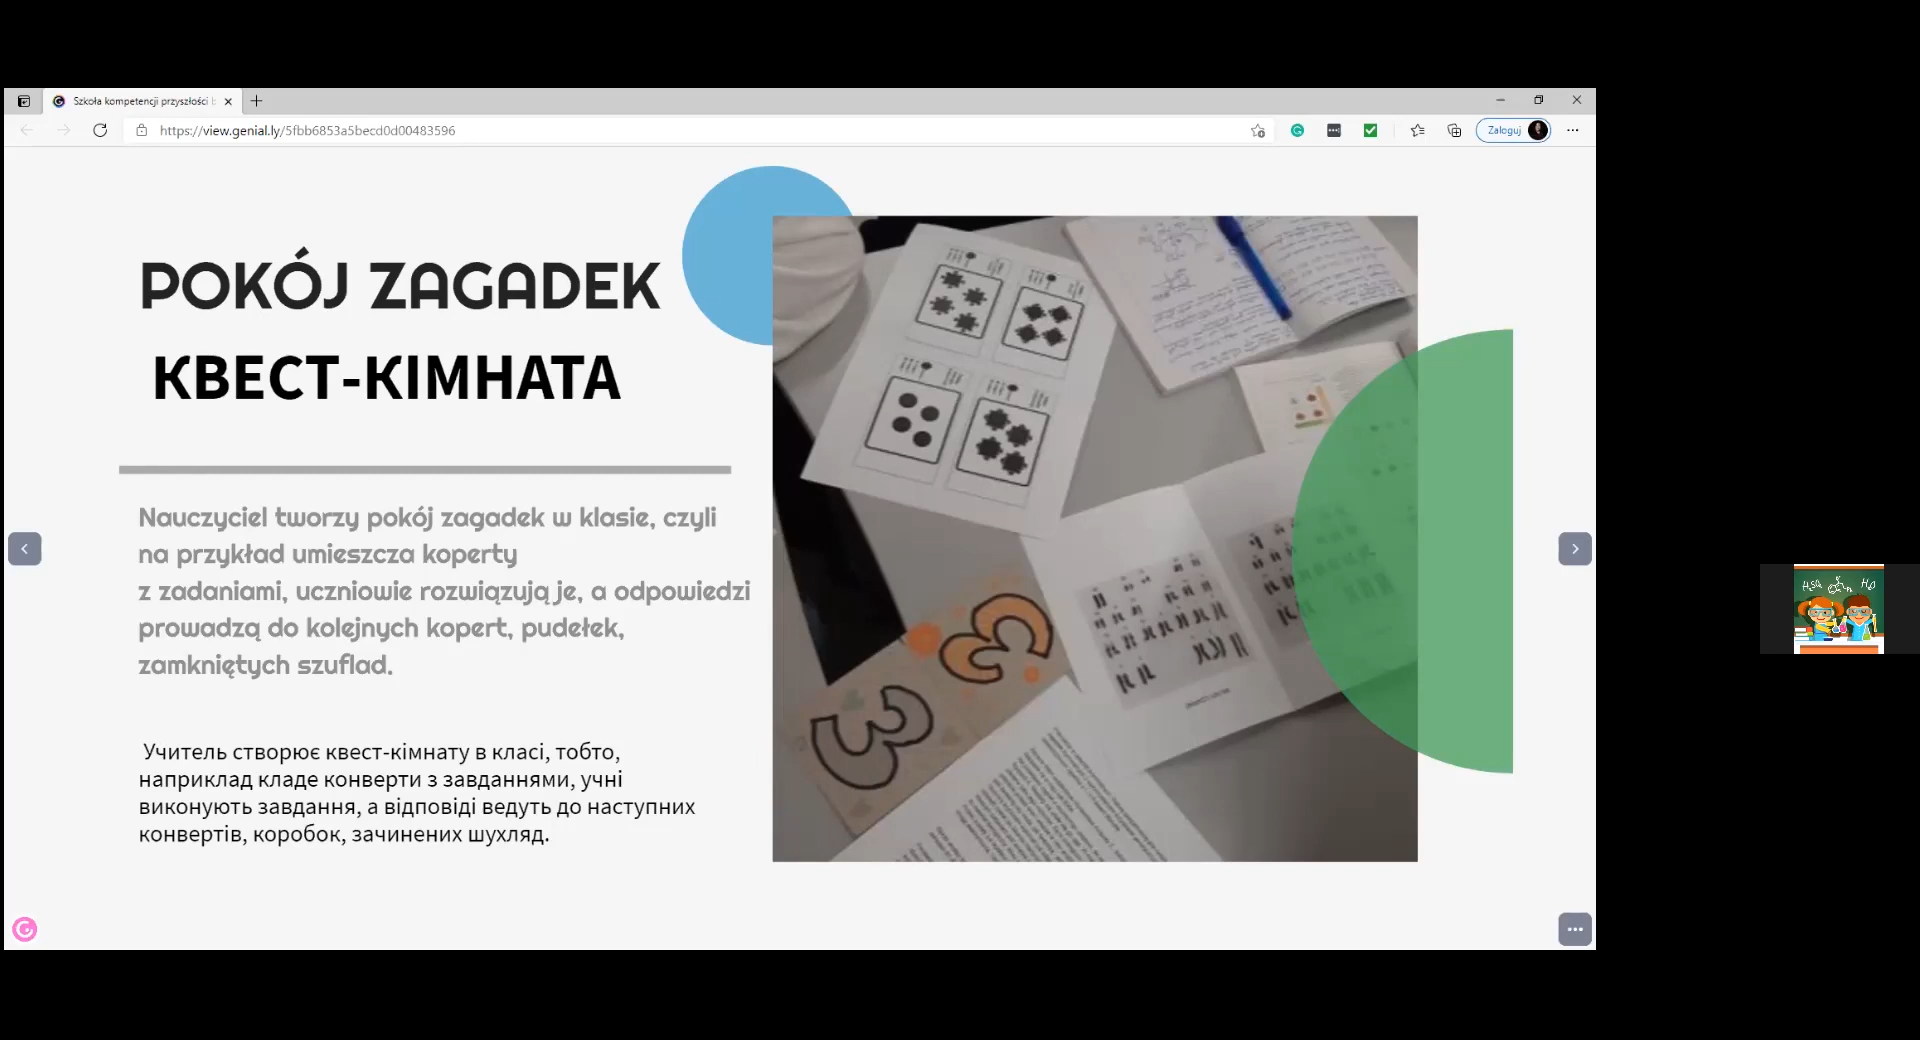 Szkoła kompetencji przyszłości
https://view.genial.ly/5fbb6853a5becd0d00483596
Zaloguj
POKÓJ ZAGADEK
КВЕСТ-КІМНАТА
Nauczyciel tworzy pokój zagadek w klasie, czyli
na przykład umieszcza koperty
z zadaniami, uczniowie rozwiązują je, a odpowiedzi
prowadzą do kolejnych kopert, pudełek,
zamkniętych szuflad.
Учитель створює квест-кімнату в класі, тобто,
наприклад кладе конверти з завданнями, учні
виконують завдання, а відповіді ведуть до наступних
конвертів, коробок, зачинених шухляд.
3
3